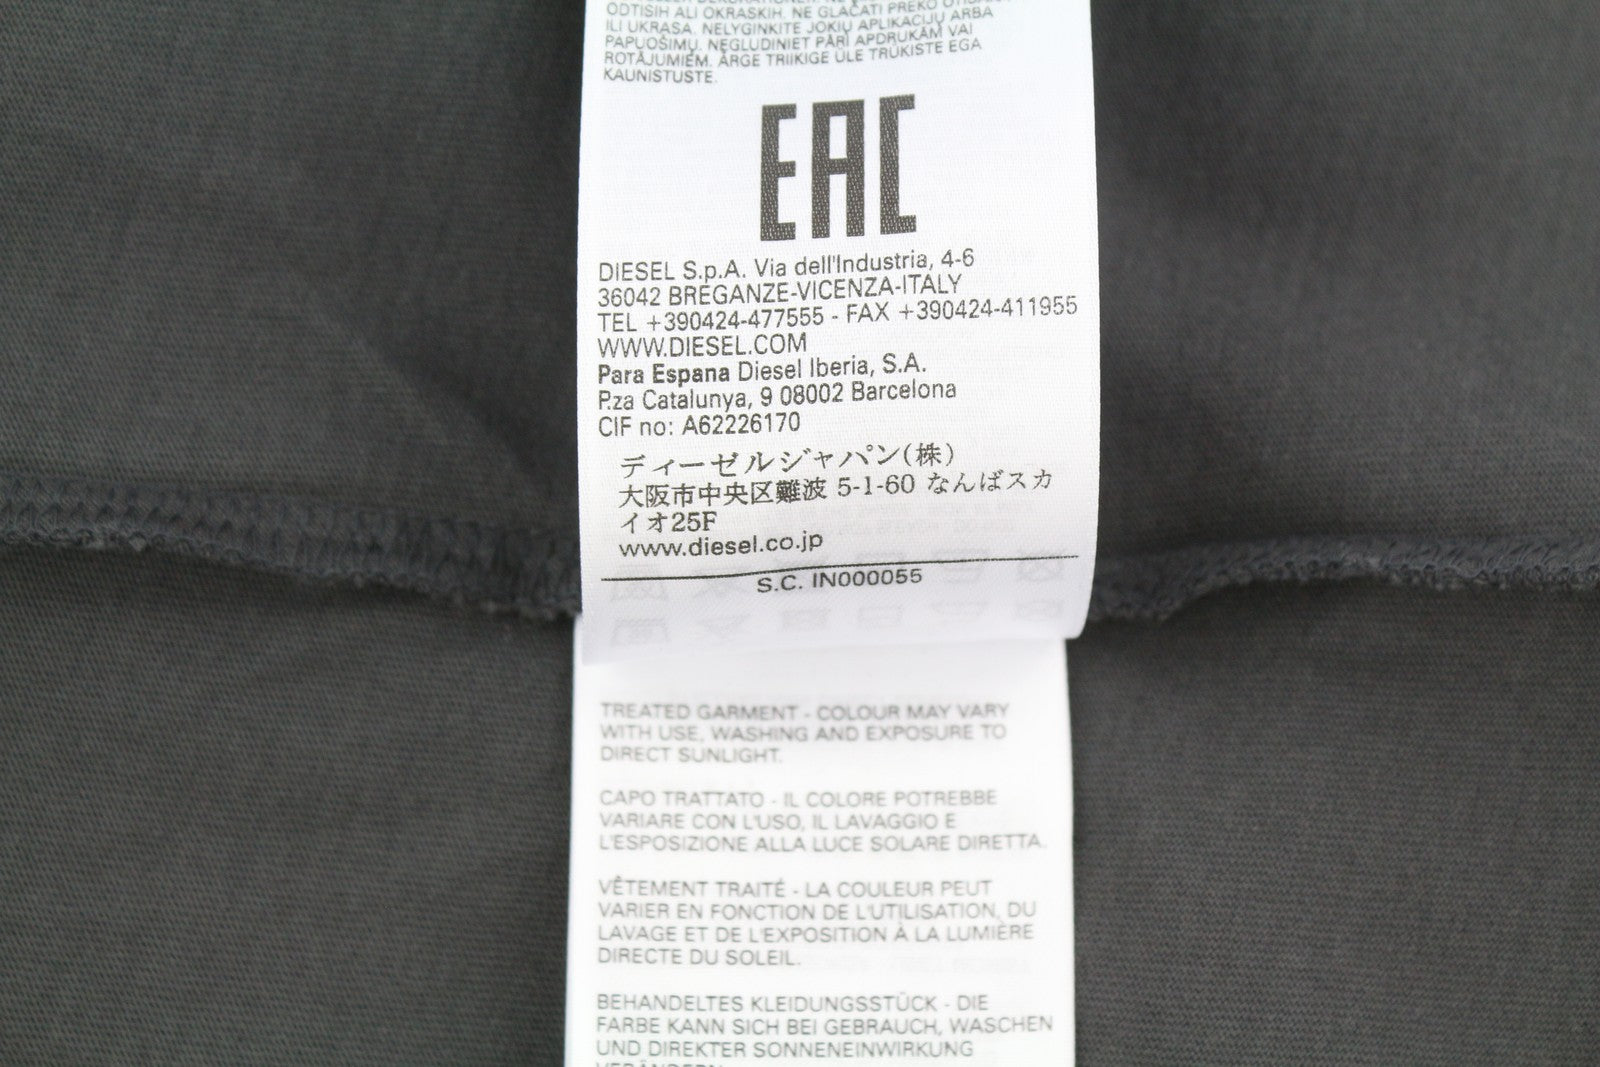 ODTISIH ALI OKRASKIH. NE GLAČATI PREKO OTISAKA
ILI UKRASA. NELYGINKITE JOKIŲ APLIKACIJŲ ARBA
PAPUOŠIMŲ. NEGLUDINIET PĀRI APDRUKĀM VAI
ROTĀJUMIEM. ÄRGE TRIIKIGE ÜLE TRÜKISTE EGA
KAUNISTUSTE.
EAC
DIESEL S.p.A. Via dell'Industria, 4-6
36042 BREGANZE-VICENZA-ITALY
TEL +390424-477555 - FAX +390424-411955
WWW.DIESEL.COM
Para Espana Diesel Iberia, S.A.
P.za Catalunya, 9 08002 Barcelona
CIF no: A62226170
ディーゼルジャパン(株)
大阪市中央区難波 5-1-60 なんばスカ
イオ25F
www.diesel.co.jp
S.C. IN000055
TREATED GARMENT - COLOUR MAY VARY
WITH USE, WASHING AND EXPOSURE TO
DIRECT SUNLIGHT.
CAPO TRATTATO - IL COLORE POTREBBE
VARIARE CON L'USO, IL LAVAGGIO E
L'ESPOSIZIONE ALLA LUCE SOLARE DIRETTA.
VÊTEMENT TRAITÉ - LA COULEUR PEUT
VARIER EN FONCTION DE L'UTILISATION, DU
LAVAGE ET DE L'EXPOSITION À LA LUMIÈRE
DIRECTE DU SOLEIL.
BEHANDELTES KLEIDUNGSSTÜCK - DIE
FARBE KANN SICH BEI GEBRAUCH, WASCHEN
UND DIREKTER SONNENEINWIRKUNG